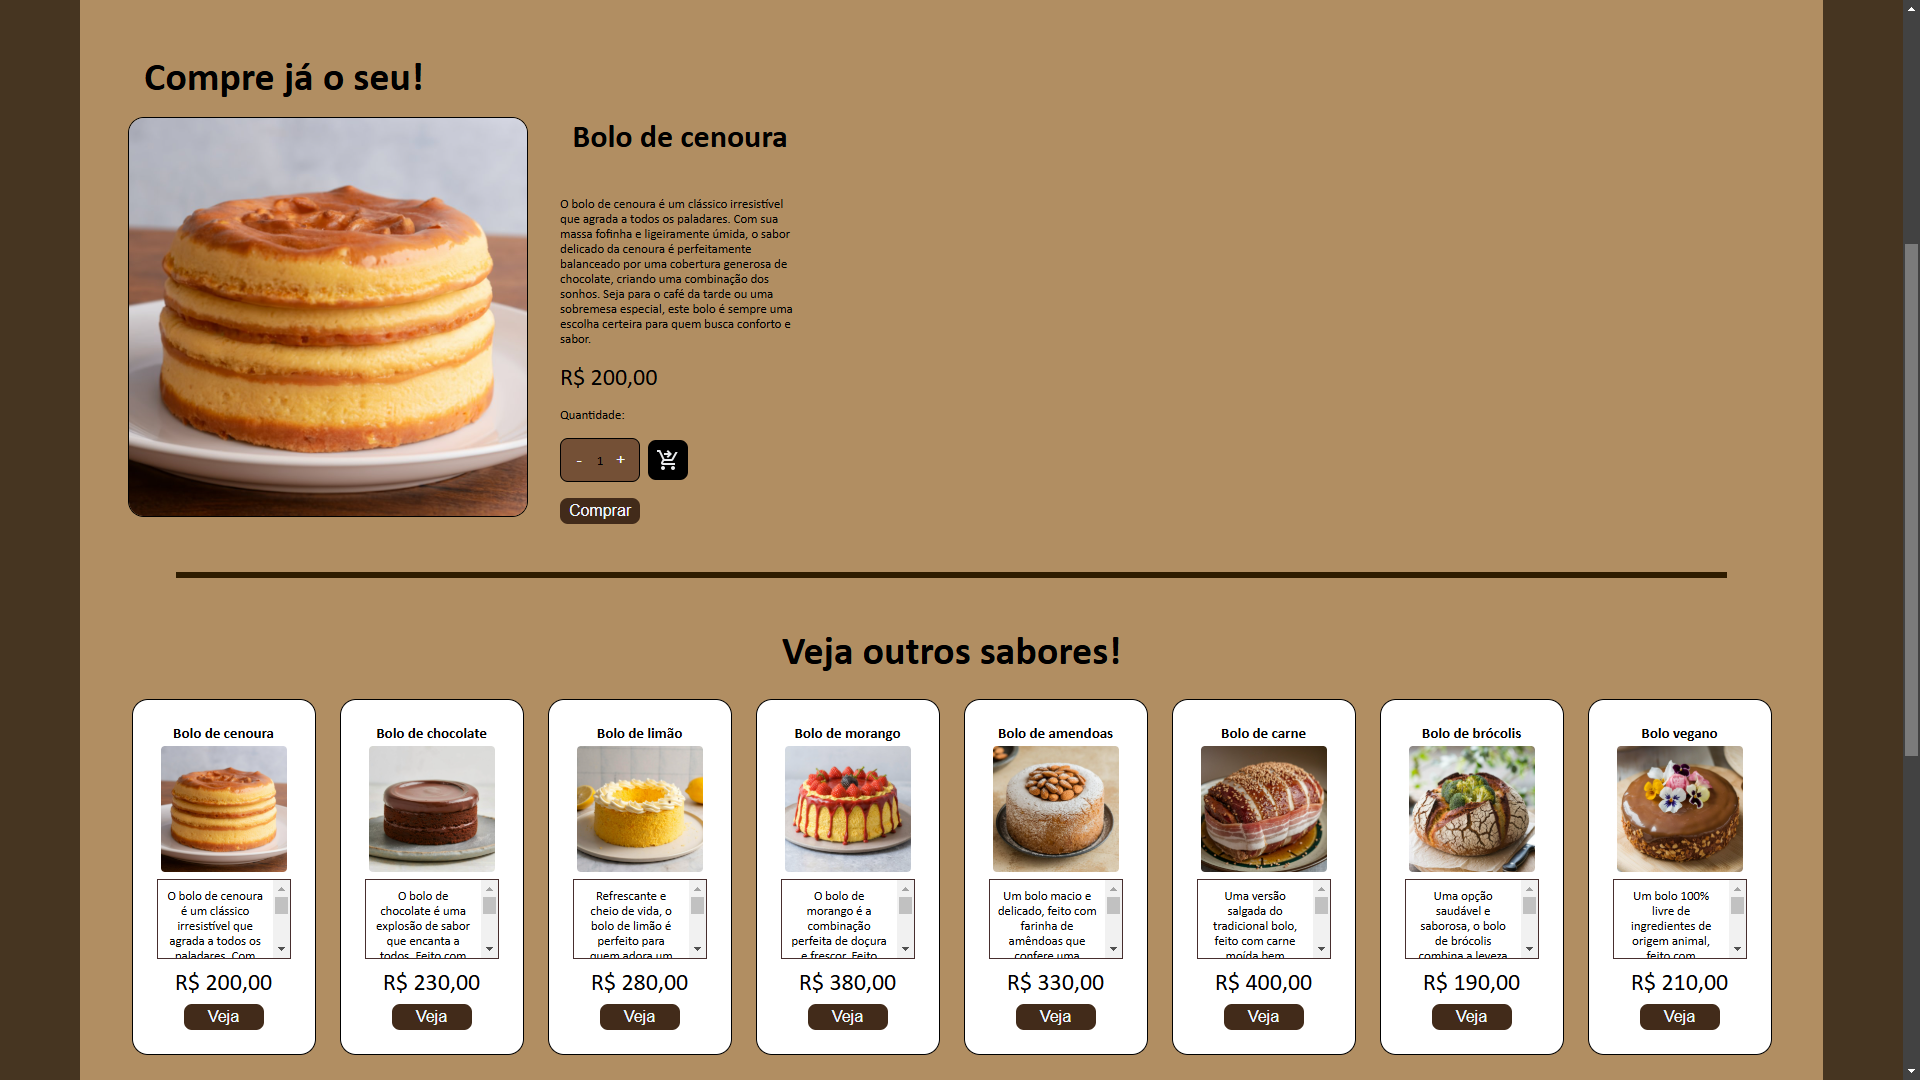 Compre já o seu!
Bolo de cenoura
O bolo de cenoura é um clássico irresistível
que agrada a todos os paladares. Com sua
massa fofinha e ligeiramente úmida, o sabor
delicado da cenoura é perfeitamente
balanceado por uma cobertura generosa de
chocolate, criando uma combinação dos
sonhos. Seja para o café da tarde ou uma
sobremesa especial, este bolo é sempre uma
escolha certeira para quem busca conforto e
sabor.
R$ 200,00
Quantidade:
- 1 +
Comprar
Veja outros sabores!
Bolo de cenoura
O bolo de cenoura
é um clássico
irresistível que
agrada a todos os
paladares. Com
R$ 200,00
Veja
Bolo de chocolate
O bolo de
chocolate é uma
explosão de sabor
que encanta a
todos. Feito com
R$ 230,00
Veja
Bolo de limão
Refrescante e
cheio de vida, o
bolo de limão é
perfeito para
quem adora um
R$ 280,00
Veja
Bolo de morango
O bolo de
morango é a
combinação
perfeita de doçura
e frescor. Feito
R$ 380,00
Veja
Bolo de amendoas
Um bolo macio e
delicado, feito com
farinha de
amêndoas que
confere uma
R$ 330,00
Veja
Bolo de carne
Uma versão
salgada do
tradicional bolo,
feito com carne
moída bem
R$ 400,00
Veja
Bolo de brócolis
Uma opção
saudável e
saborosa, o bolo
de brócolis
combina a leveza
R$ 190,00
Veja
Bolo vegano
Um bolo 100%
livre de
ingredientes de
origem animal,
feito com
R$ 210,00
Veja